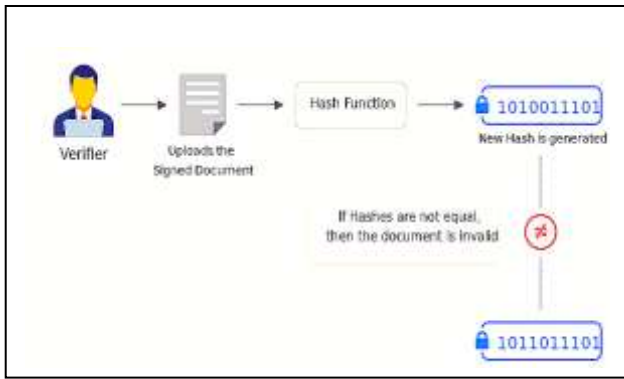 Verifier
Uploads the
Signed Document
Hash Function
1010011101
New Hash is generated
If Hashes are not equal,
then the document is invalid
≠
1011011101